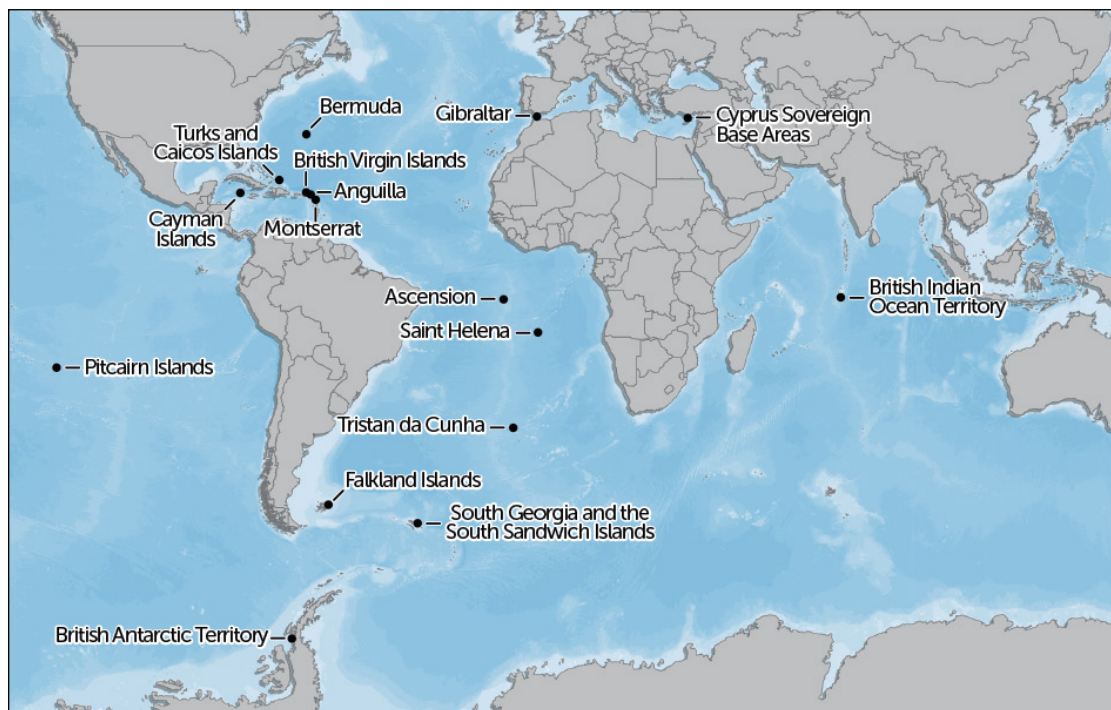 Bermuda
Gibraltar
Cyprus Sovereign
Base Areas
Turks and
Caicos Islands
British Virgin Islands
Anguilla
Cayman
Islands
Montserrat
Ascension
British Indian
Ocean Territory
Saint Helena
Pitcairn Islands
Tristan da Cunha
Falkland Islands
South Georgia and the
South Sandwich Islands
British Antarctic Territory